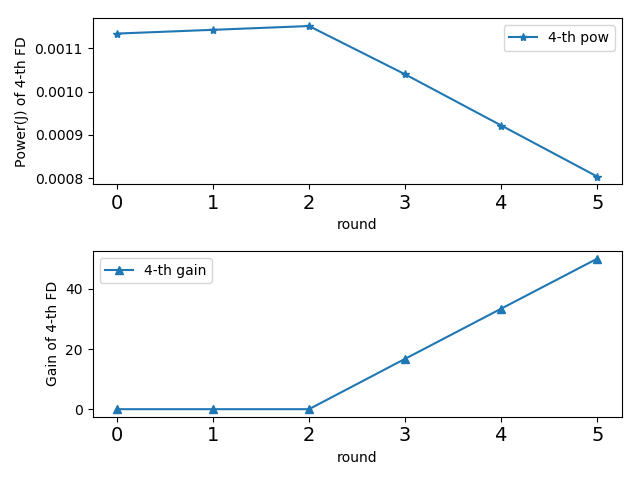 Power(J) of 4-th FD
0.0011
0.0010
0.0009
0.0008
4-th pow
0 1 2 3 4 5
round
Gain of 4-th FD
40
20
0
4-th gain
0 1 2 3 4 5
round